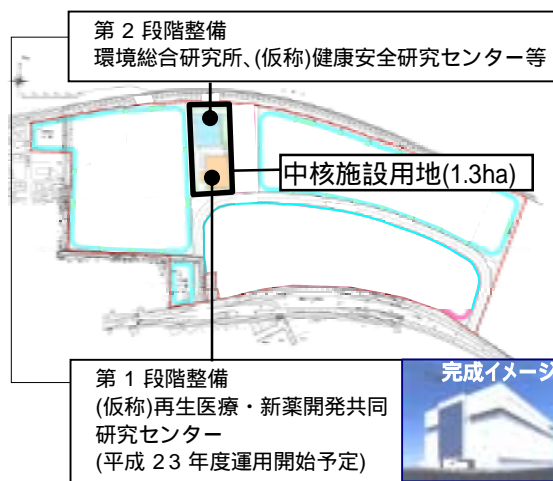 第２段階整備
環境総合研究所、(仮称)健康安全研究センター等
中核施設用地(1.3ha)
第１段階整備
(仮称)再生医療・新薬開発共同
研究センター
(平成２３年度運用開始予定)
完成イメージ